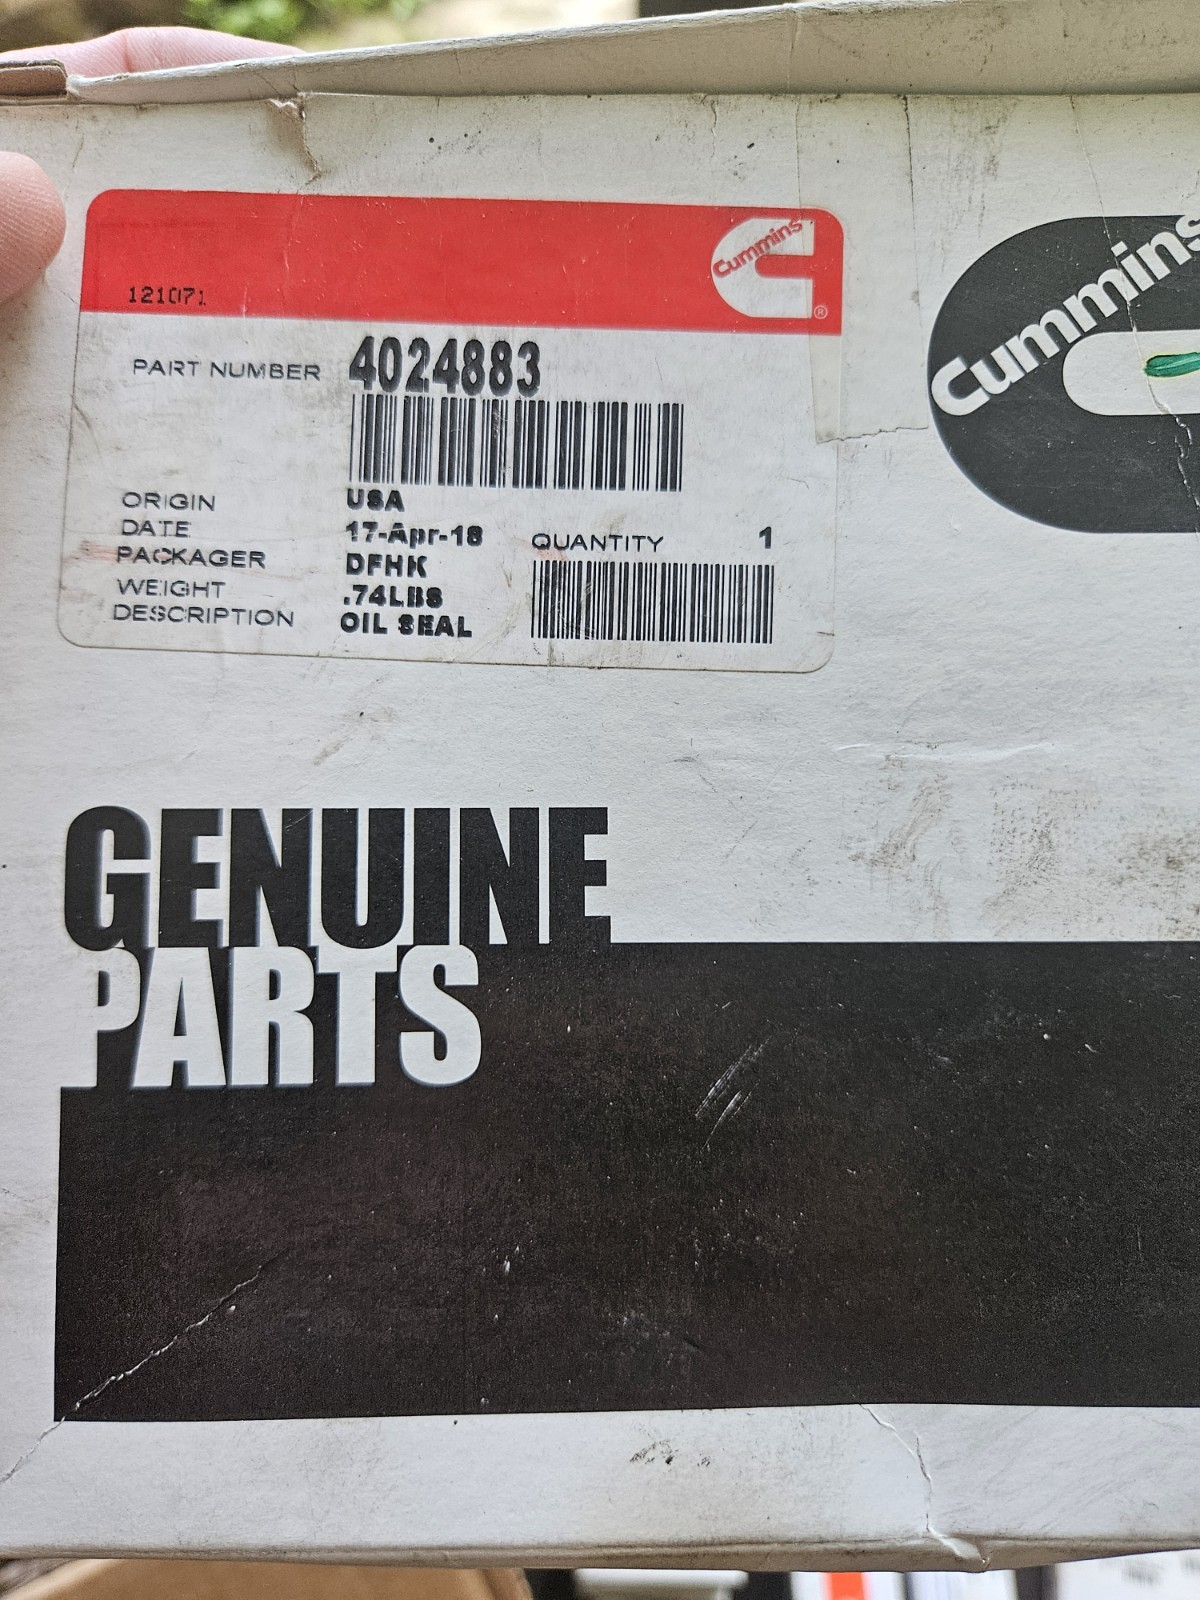 Cummins
®
121071
Cummins
PART NUMBER 4024883
ORIGIN USA
DATE 17-Apr-18 QUANTITY 1
PACKAGER DFHK
WEIGHT .74LBS
DESCRIPTION OIL SEAL
GENUINE
PARTS